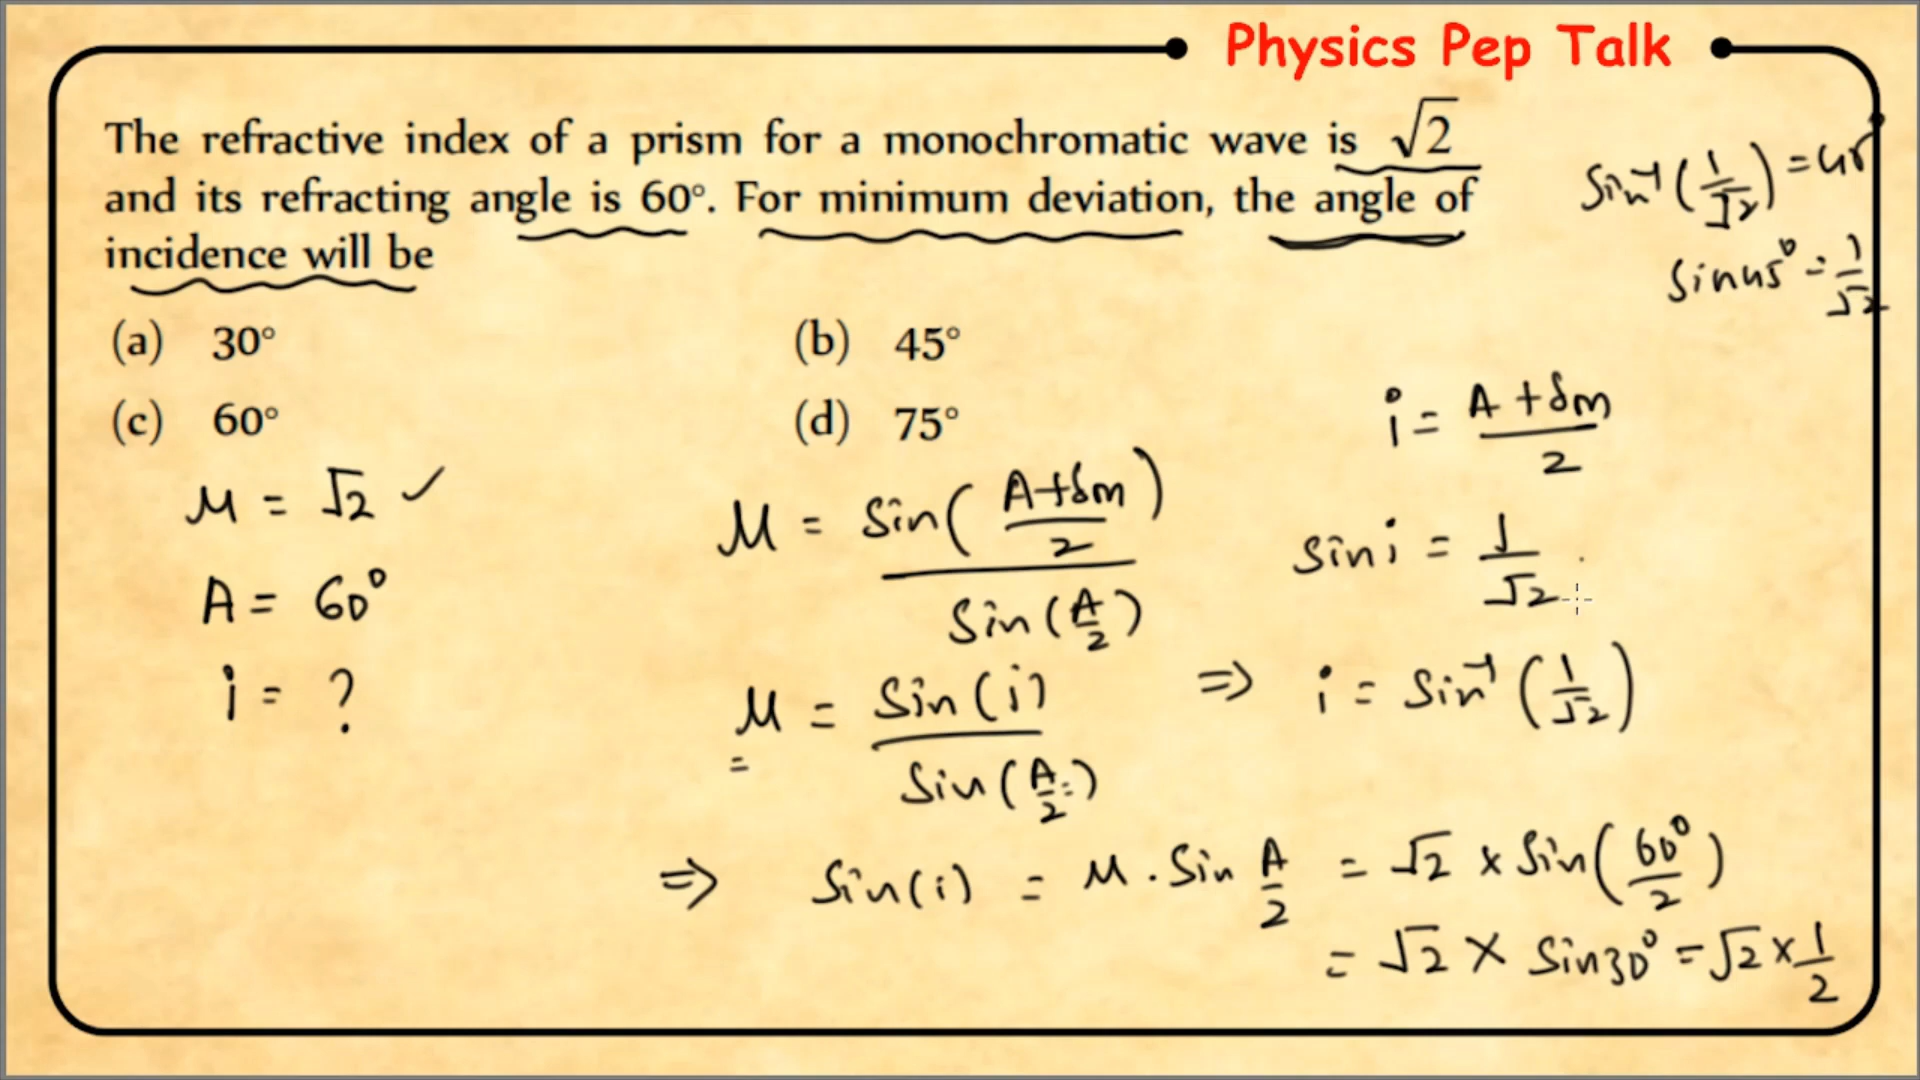 Physics Pep Talk
The refractive index of a prism for a monochromatic wave is √2
and its refracting angle is 60°. For minimum deviation, the angle of
incidence will be
(a) 30°
(b) 45°
(c) 60°
(d) 75°
μ = √2 ✓
A = 60°
i = ?
μ = sin((A+δm)/2) / sin(A/2)
μ = sin(i) / sin(A/2)
⇒ sin(i) = μ · sin A/2 = √2 × sin(60°/2)
= √2 × sin30° = √2 × 1/2
i = (A+δm)/2
sin i = 1/√2
⇒ i = sin⁻¹(1/√2)
sin⁻¹(1/√2) = 45
sin45° = 1/√2